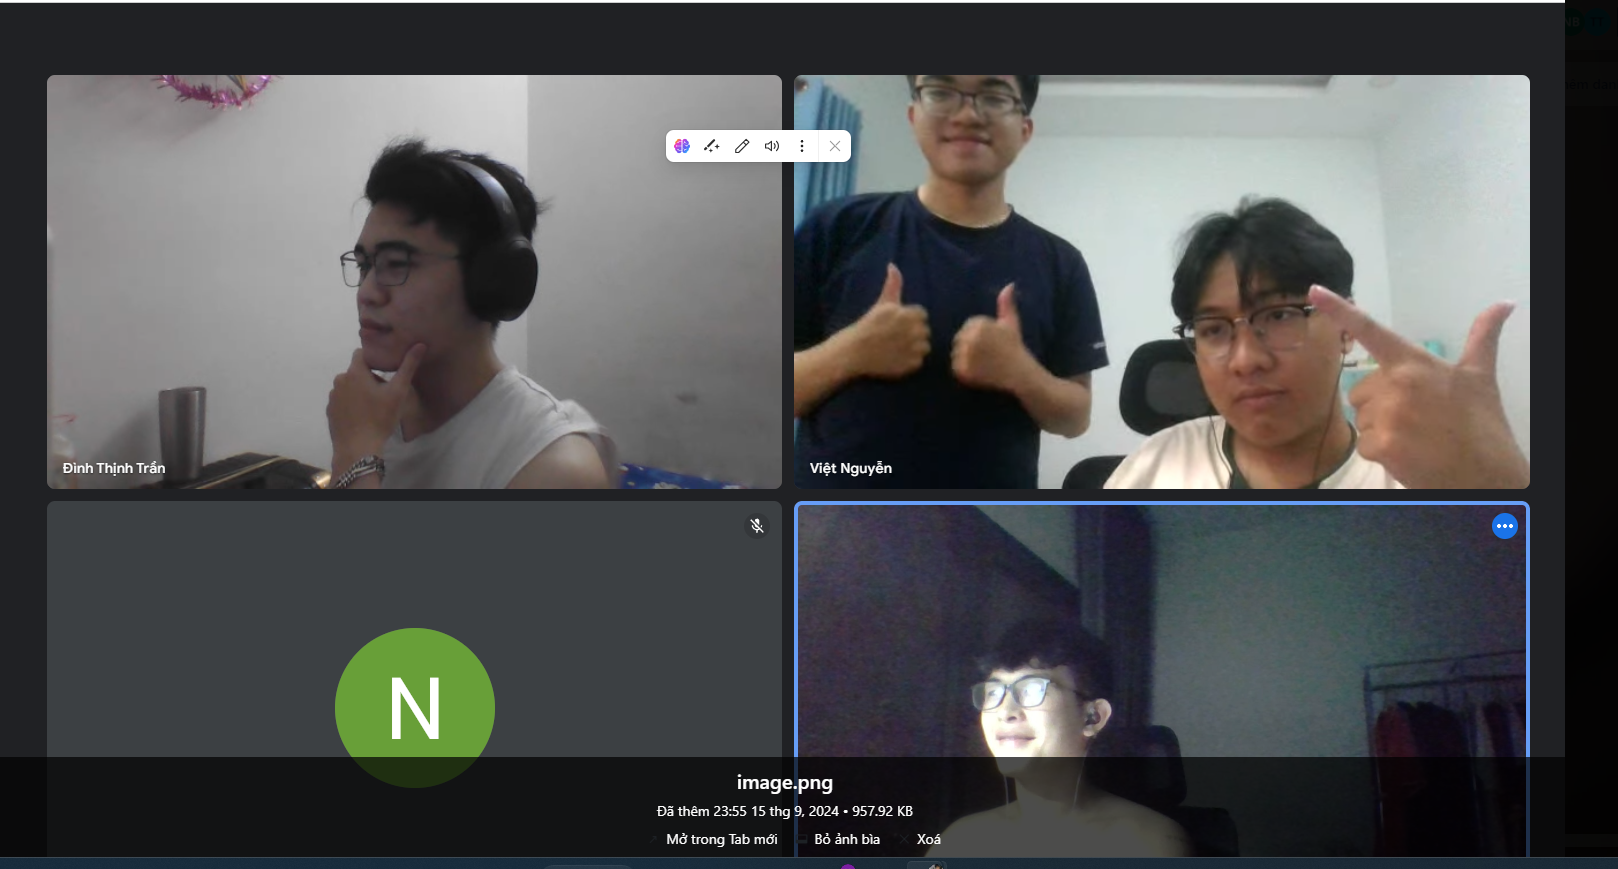 Đình Thịnh Trần
Việt Nguyễn
N
image.png
Đã thêm 23:55 15 thg 9, 2024 • 957.92 KB
Mở trong Tab mới
Bỏ ảnh bìa
Xoá